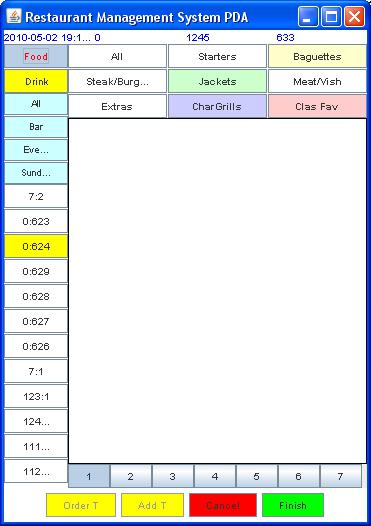 Restaurant Management System PDA
2010-05-02 19:1... 0 1245 633
Food All Starters Baguettes
Drink Steak/Burg... Jackets Meat/Vish
All Extras CharGrills Clas Fav
Bar
Eve...
Sund...
7:2
0:623
0:624
0:629
0:628
0:627
0:626
7:1
123:1
124...
111...
112...
1 2 3 4 5 6 7
Order T Add T Cancel Finish